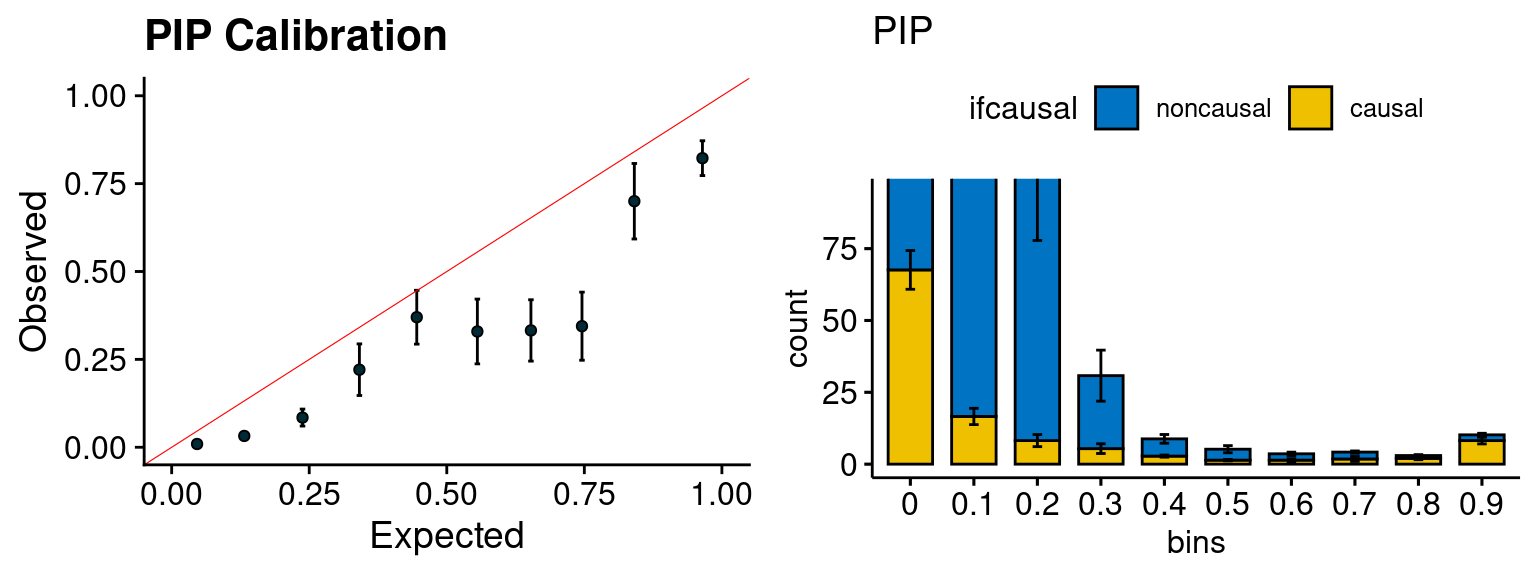 PIP Calibration
1.00
0.75
0.50
0.25
0.00
Observed
0.00 0.25 0.50 0.75 1.00
Expected
PIP
ifcausal noncausal causal
75
50
25
0
count
0 0.1 0.2 0.3 0.4 0.5 0.6 0.7 0.8 0.9
bins